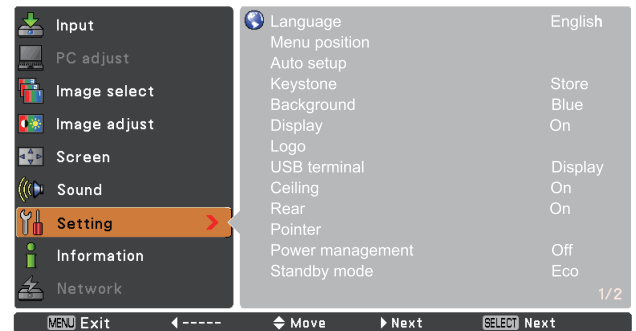 Input
PC adjust
Image select
Image adjust
Screen
Sound
Setting
Information
Network
Language English
Menu position
Auto setup
Keystone Store
Background Blue
Display On
Logo
USB terminal Display
Ceiling On
Rear On
Pointer
Power management Off
Standby mode Eco
1/2
MENU Exit ----- Move Next SELECT Next